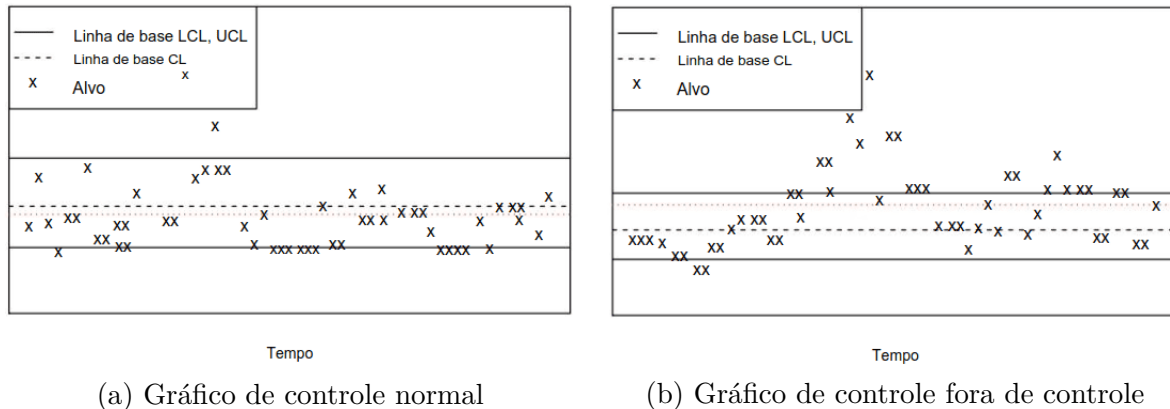 Linha de base LCL, UCL
Linha de base CL
x Alvo
Tempo
(a) Gráfico de controle normal
Linha de base LCL, UCL
Linha de base CL
x Alvo
Tempo
(b) Gráfico de controle fora de controle